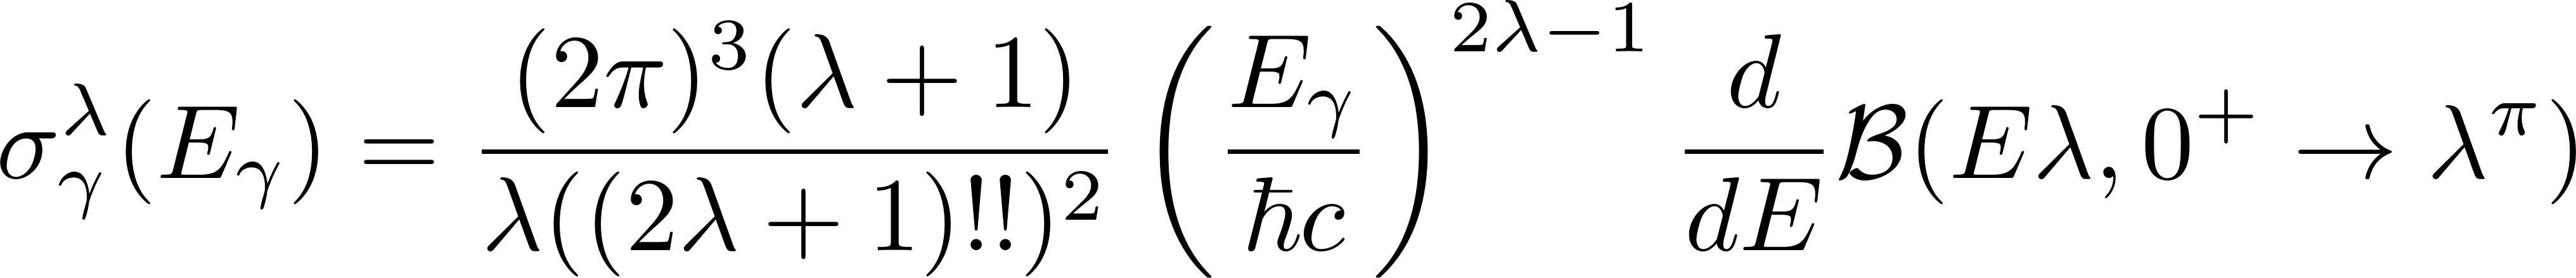 \sigma_{\gamma}^{\lambda}(E_{\gamma}) = \frac{(2\pi)^3(\lambda+1)}{\lambda((2\lambda+1)!!)^2} \left(\frac{E_{\gamma}}{\hbar c}\right)^{2\lambda-1} \frac{d}{dE}\mathcal{B}(E\lambda, 0^+ \to \lambda^{\pi})